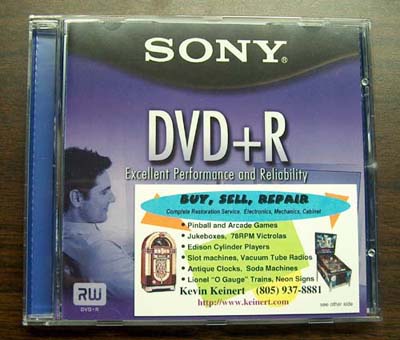 SONY®
DVD+R
Excellent Performance and Reliability
BUY, SELL, REPAIR
Complete Restoration Service, Electronics, Mechanics, Cabinet
• Pinball and Arcade Games
• Jukeboxes, 78RPM Victrolas
• Edison Cylinder Players
• Slot machines, Vacuum Tube Radios
• Antique Clocks, Soda Machines
• Lionel "O Gauge" Trains, Neon Signs
Kevin Keinert (805) 937-8881
http://www.keinert.com
see other side
RW
DVD+R